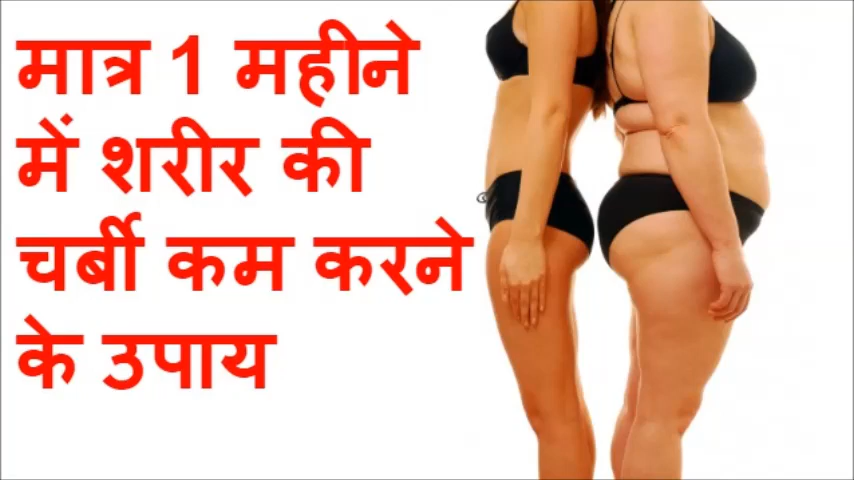 मात्र 1 महीने
में शरीर की
चर्बी कम करने
के उपाय